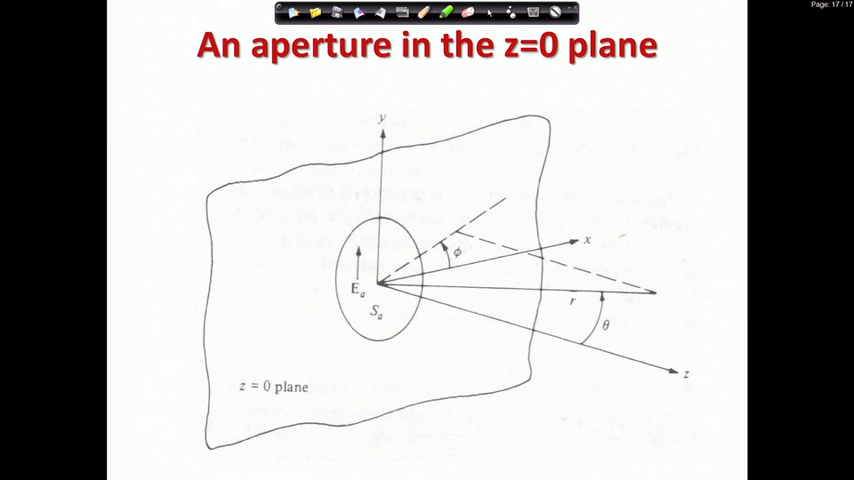 Page: 17 / 17
An aperture in the z=0 plane
y
x
ϕ
E_a
S_a
r
θ
z
z = 0 plane